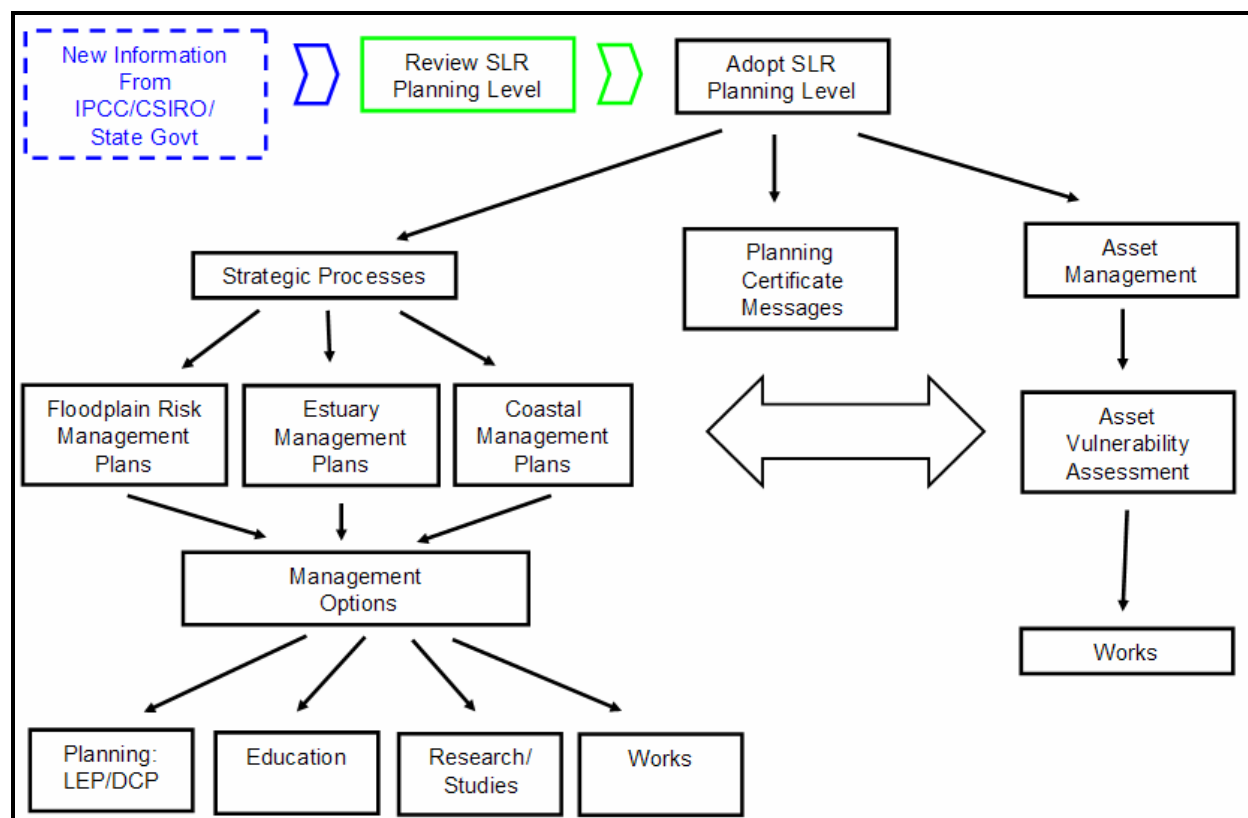 New Information
From
IPCC/CSIRO/
State Govt
Review SLR
Planning Level
Adopt SLR
Planning Level
Strategic Processes
Planning
Certificate
Messages
Asset
Management
Floodplain Risk
Management
Plans
Estuary
Management
Plans
Coastal
Management
Plans
Asset
Vulnerability
Assessment
Management
Options
Works
Planning:
LEP/DCP
Education
Research/
Studies
Works